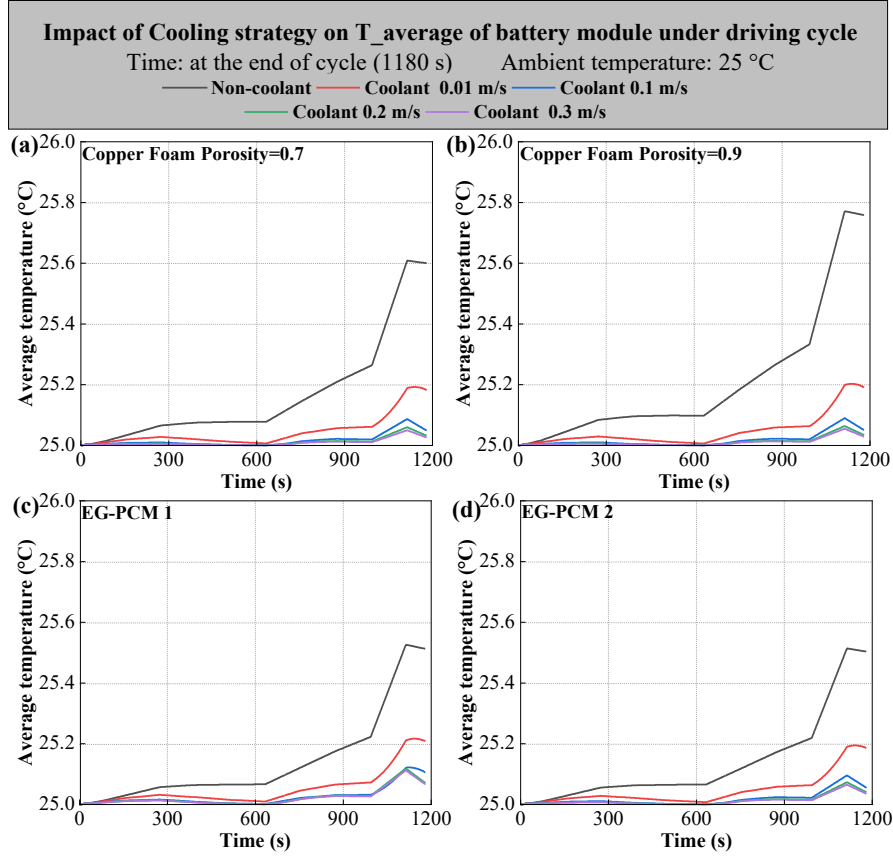 Impact of Cooling strategy on T_average of battery module under driving cycle
Time: at the end of cycle (1180 s) Ambient temperature: 25 °C
Non-coolant Coolant 0.01 m/s Coolant 0.1 m/s
Coolant 0.2 m/s Coolant 0.3 m/s
(a)
Copper Foam Porosity=0.7
Average temperature (°C)
26.0
25.8
25.6
25.4
25.2
25.0
0 300 600 900 1200
Time (s)
(b)
Copper Foam Porosity=0.9
Average temperature (°C)
26.0
25.8
25.6
25.4
25.2
25.0
0 300 600 900 1200
Time (s)
(c)
EG-PCM 1
Average temperature (°C)
26.0
25.8
25.6
25.4
25.2
25.0
0 300 600 900 1200
Time (s)
(d)
EG-PCM 2
Average temperature (°C)
26.0
25.8
25.6
25.4
25.2
25.0
0 300 600 900 1200
Time (s)